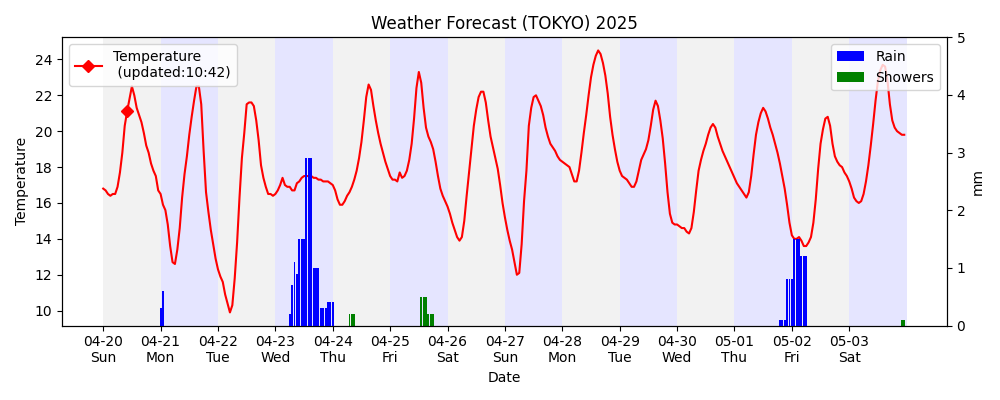 Weather Forecast (TOKYO) 2025
Temperature
(updated:10:42)
Rain
Showers
Temperature
24
22
20
18
16
14
12
10
5
4
3
2
1
0
mm
04-20 04-21 04-22 04-23 04-24 04-25 04-26 04-27 04-28 04-29 04-30 05-01 05-02 05-03
Sun Mon Tue Wed Thu Fri Sat Sun Mon Tue Wed Thu Fri Sat
Date